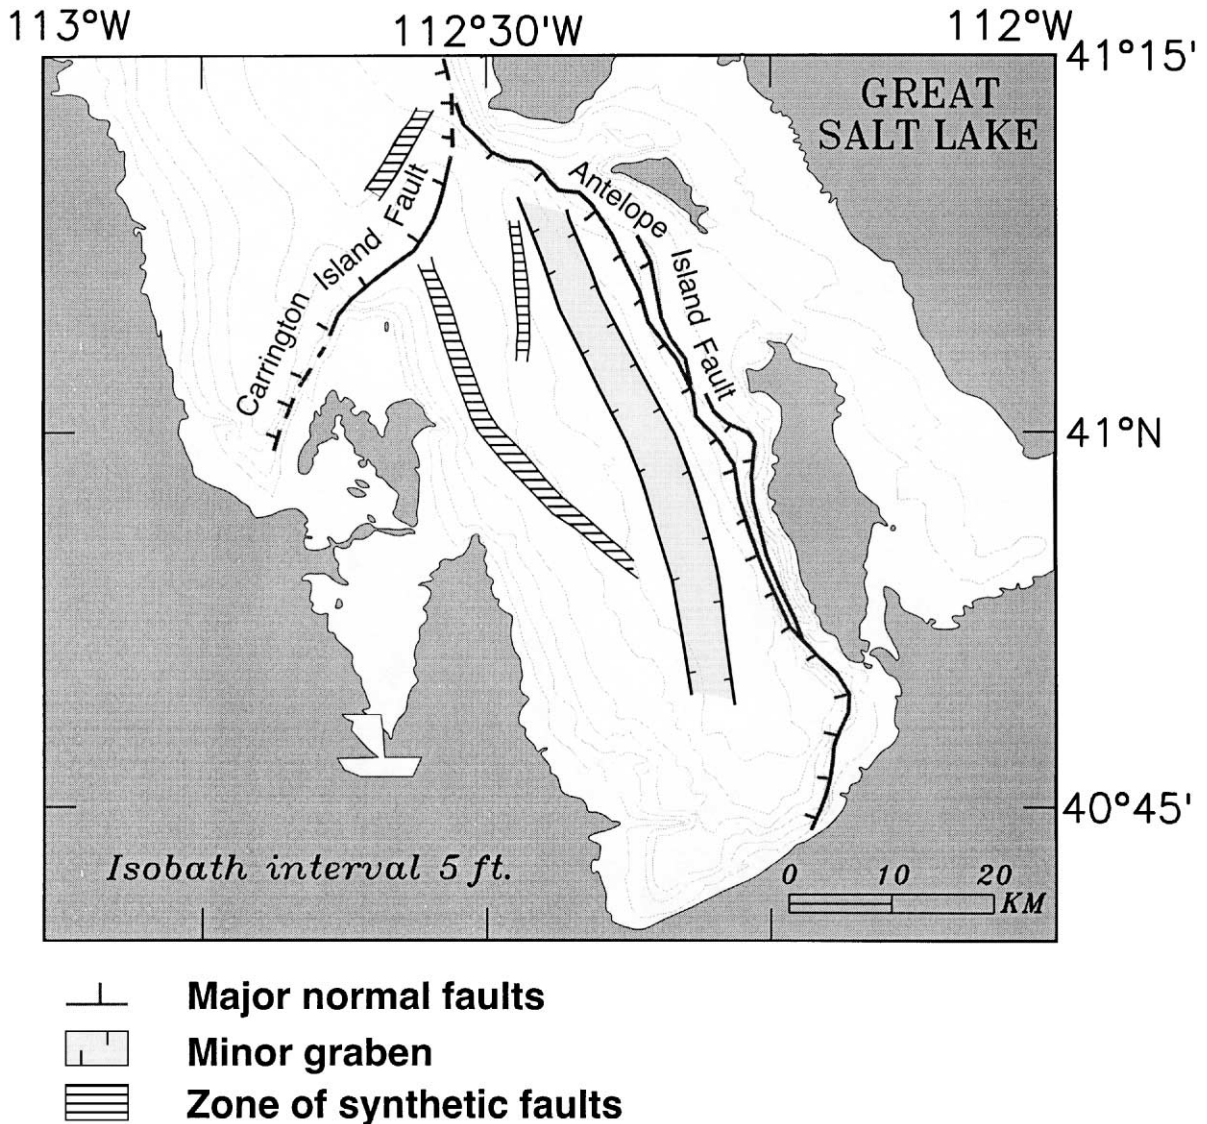 113°W 112°30'W 112°W
41°15'
GREAT
SALT LAKE
Antelope
Island Fault
Carrington Island Fault
41°N
40°45'
Isobath interval 5 ft.
0 10 20
KM
Major normal faults
Minor graben
Zone of synthetic faults